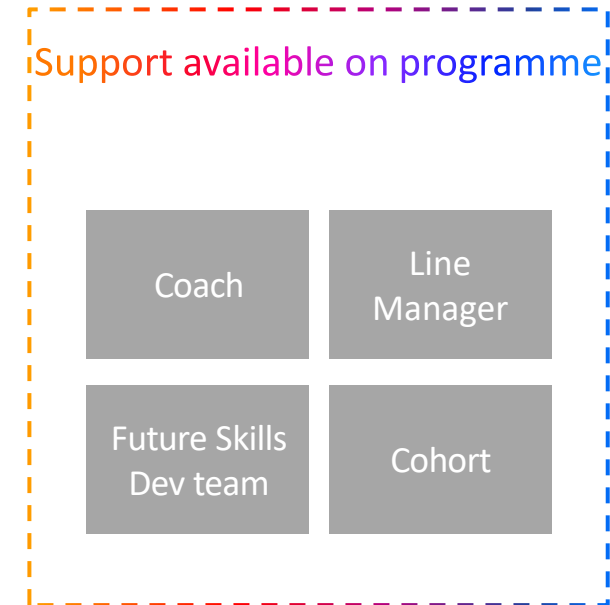 Support available on programme
Coach
Line
Manager
Future Skills
Dev team
Cohort